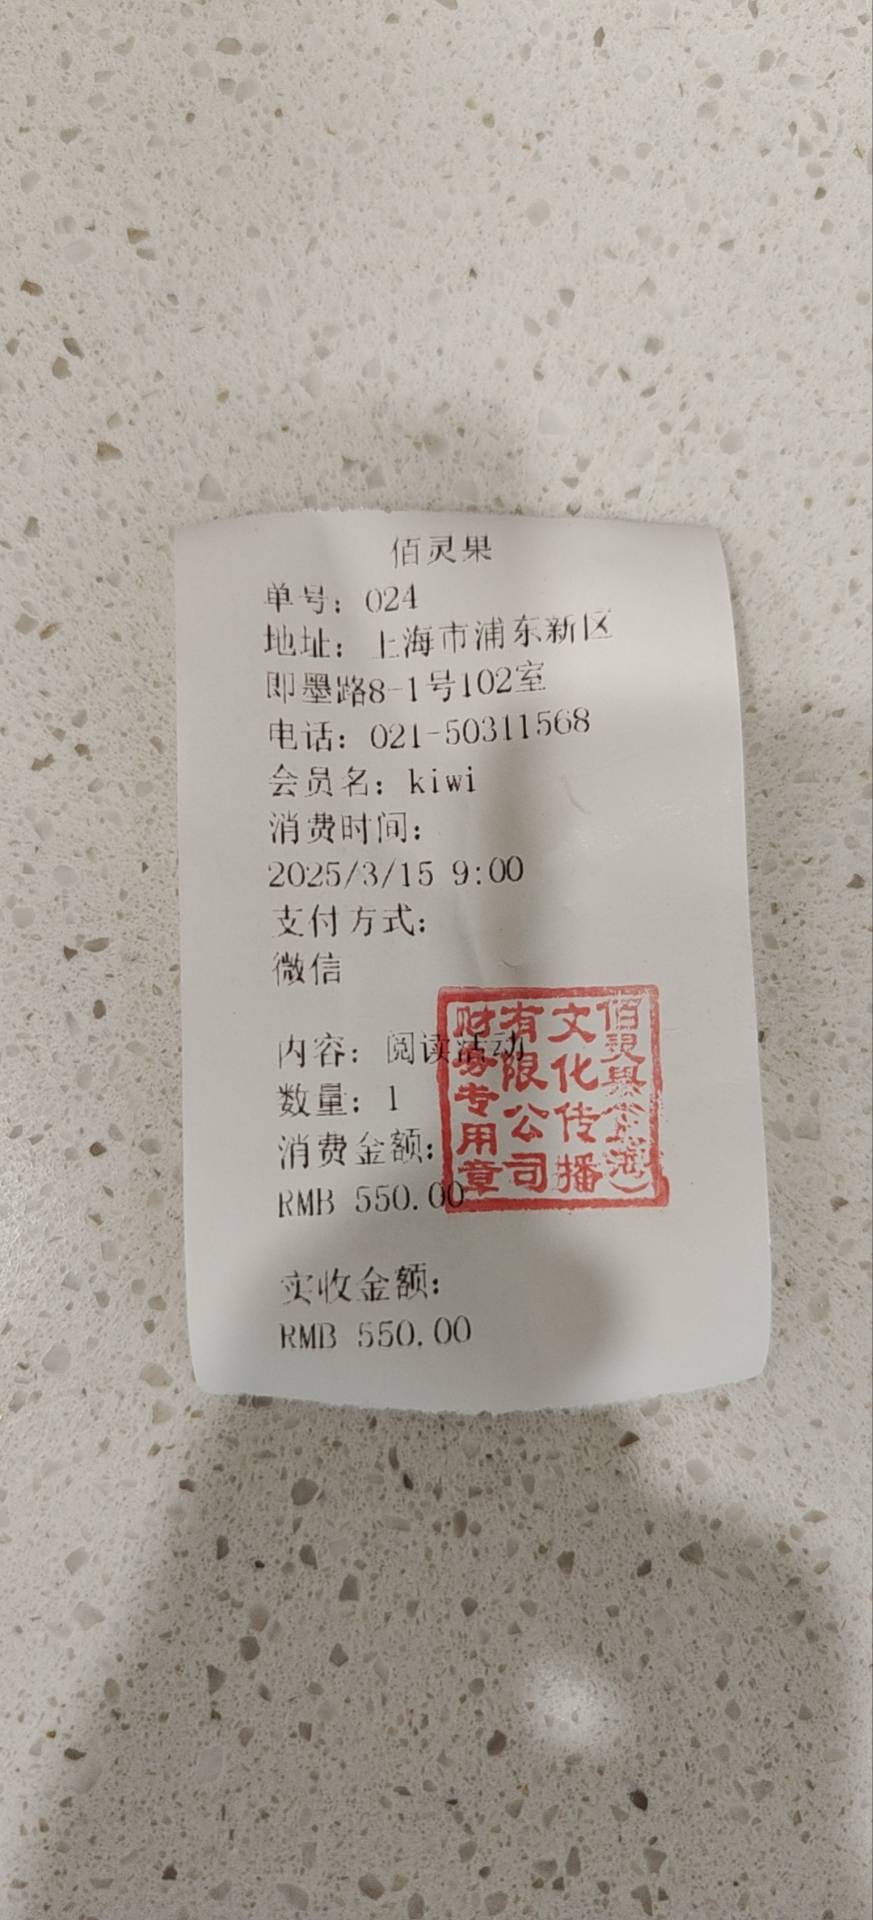 佰灵果
单号：024
地址：上海市浦东新区
即墨路8-1号102室
电话：021-50311568
会员名：kiwi
消费时间：
2025/3/15 9:00
支付方式：
微信
内容：阅读活动
数量：1
消费金额：
RMB 550.00
实收金额：
RMB 550.00
佰灵果（上海）
文化传播
有限公司
财务专用章